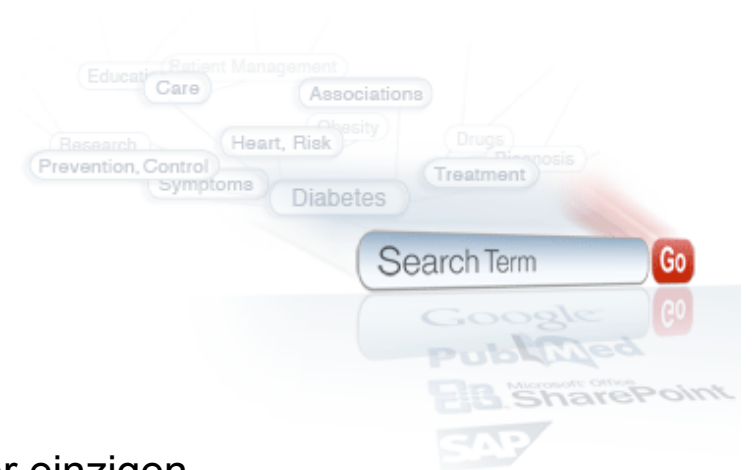 Education Patient Management
Care
Associations
Obesity
Research
Heart, Risk
Drugs
Prevention, Control
Diagnosis
Symptoms
Treatment
Diabetes
Search Term
Go
Google
PubMed
Microsoft Office
SharePoint
SAP
einzigen